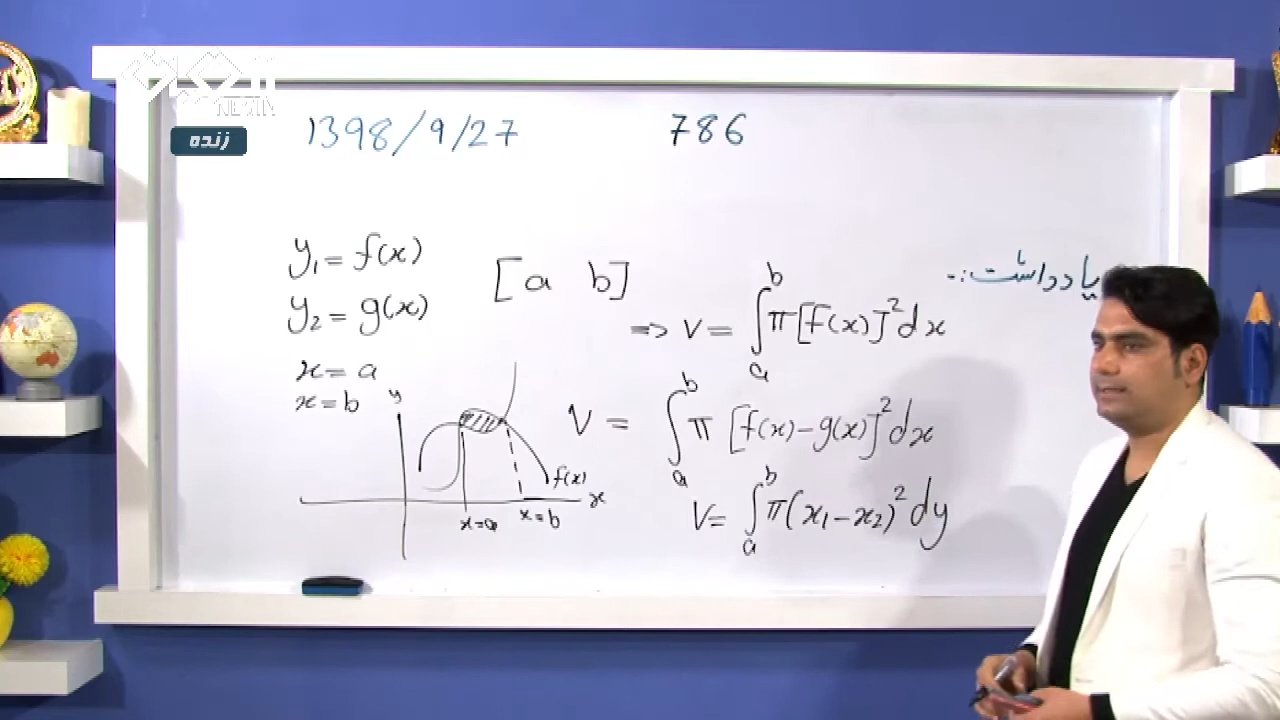 NEXIN
زنده
1398/9/27
786
یادداشت:-
y₁ = f(x)
y₂ = g(x)
x = a
x = b
[a b]
⇒ V = ∫ₐᵇ π[f(x)]² dx
V = ∫ₐᵇ π [f(x) - g(x)]² dx
V = ∫ₐᵇ π(x₁ - x₂)² dy
y
f(x)
x
x=a
x=b